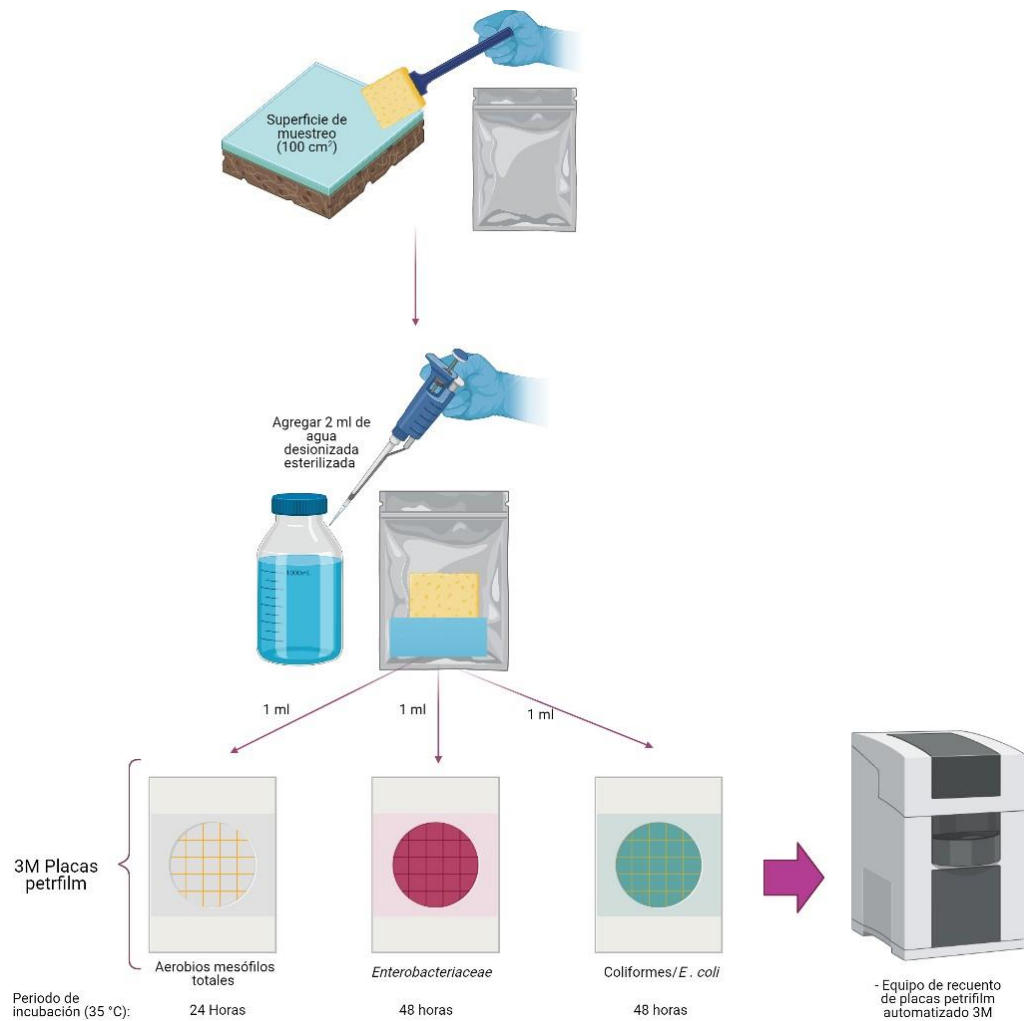 Superficie de
muestreo
(100 cm²)
Agregar 2 ml de
agua
desionizada
esterilizada
1000mL
1 ml
1 ml
1 ml
3M Placas
petrfilm
Aerobios mesófilos
totales
Enterobacteriaceae
Coliformes/E . coli
Periodo de
incubación (35 °C):
24 Horas
48 horas
48 horas
- Equipo de recuento
de placas petrifilm
automatizado 3M